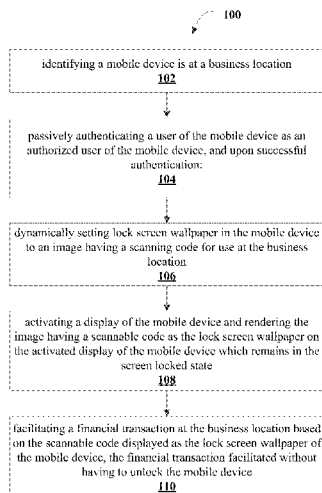 100
identifying a mobile device is at a business location
102
passively authenticating a user of the mobile device as an
authorized user of the mobile device, and upon successful
authentication:
104
dynamically setting lock screen wallpaper in the mobile device
to an image having a scanning code for use at the business
location
106
activating a display of the mobile device and rendering the
image having a scannable code as the lock screen wallpaper on
the activated display of the mobile device which remains in the
screen locked state
108
facilitating a financial transaction at the business location based
on the scannable code displayed as the lock screen wallpaper of
the mobile device, the financial transaction facilitated without
having to unlock the mobile device
110